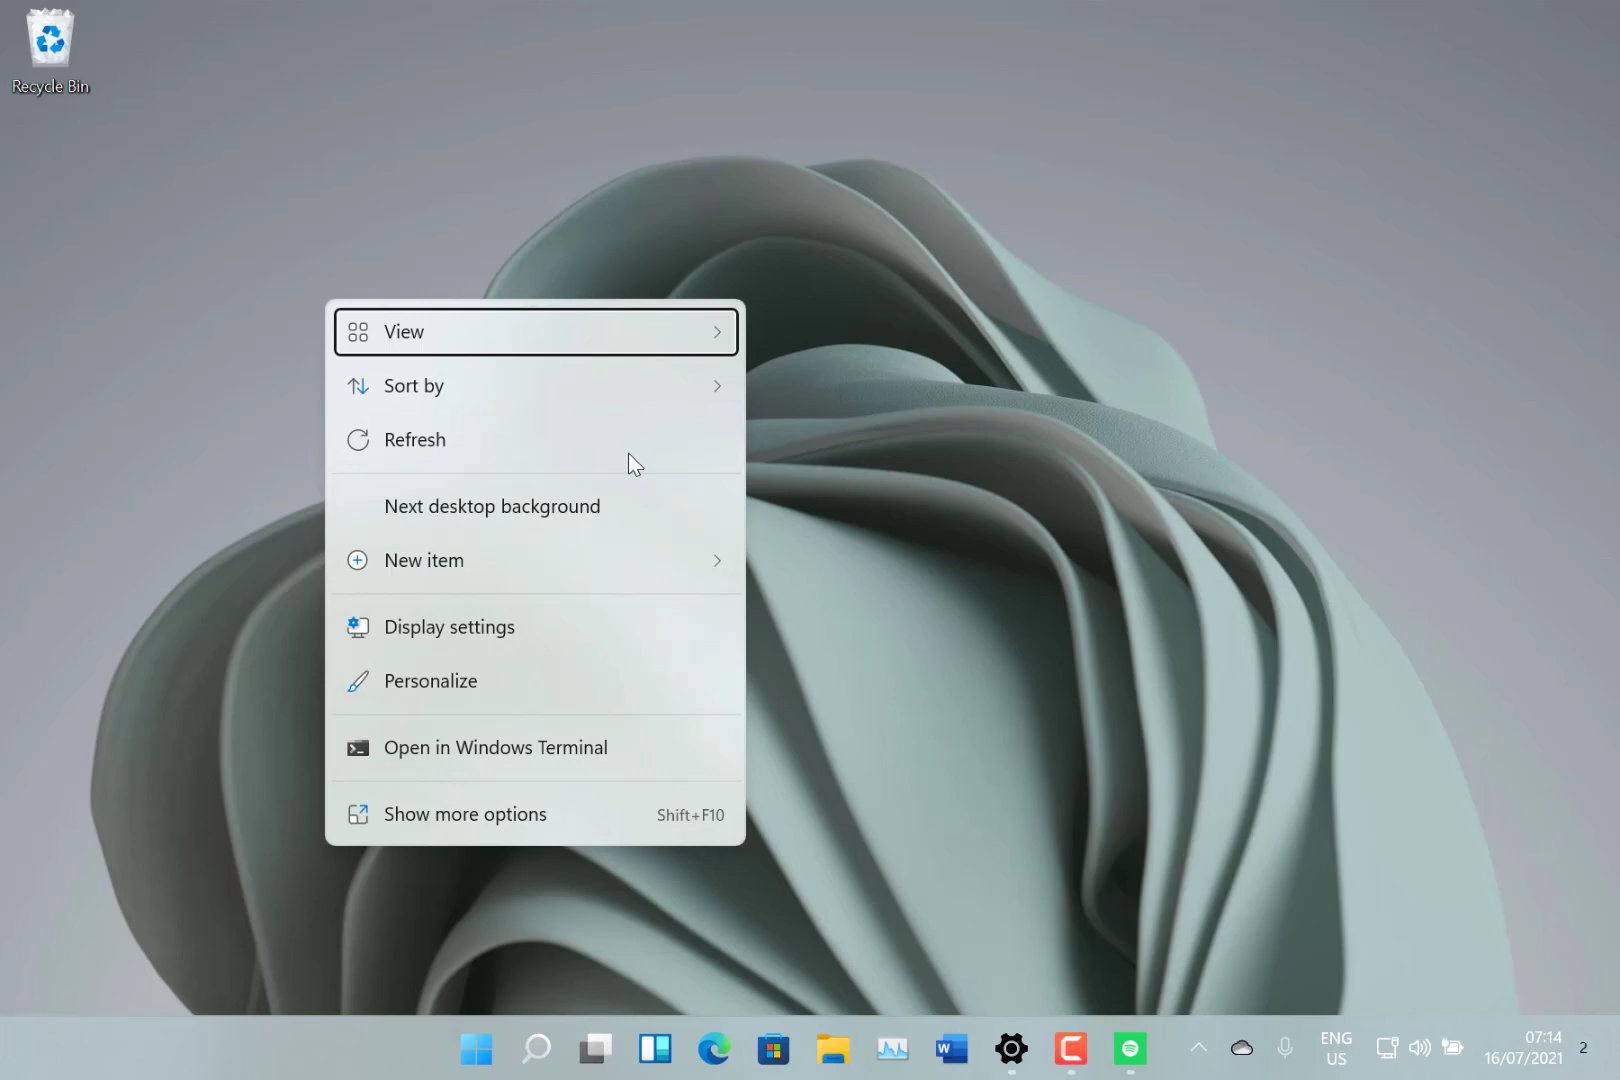 Recycle Bin
View
Sort by
Refresh
Next desktop background
New item
Display settings
Personalize
Open in Windows Terminal
Show more options Shift+F10
W
ENG
US
07:14
16/07/2021
2